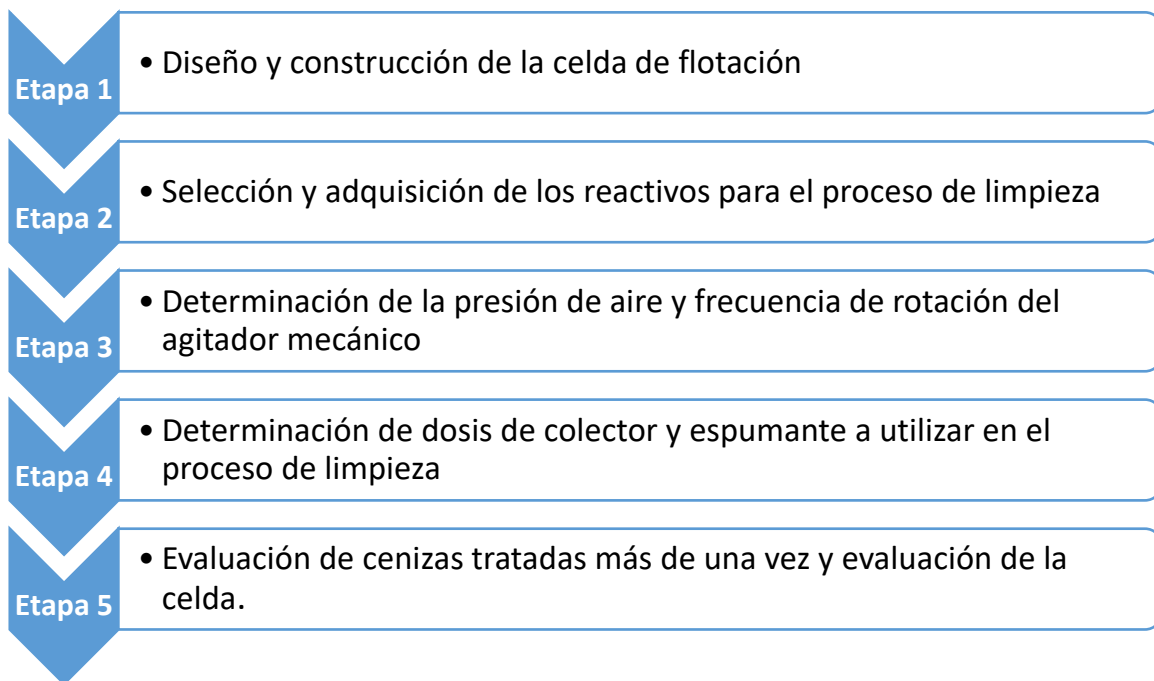 Etapa 1
• Diseño y construcción de la celda de flotación
Etapa 2
• Selección y adquisición de los reactivos para el proceso de limpieza
Etapa 3
• Determinación de la presión de aire y frecuencia de rotación del
agitador mecánico
Etapa 4
• Determinación de dosis de colector y espumante a utilizar en el
proceso de limpieza
Etapa 5
• Evaluación de cenizas tratadas más de una vez y evaluación de la
celda.